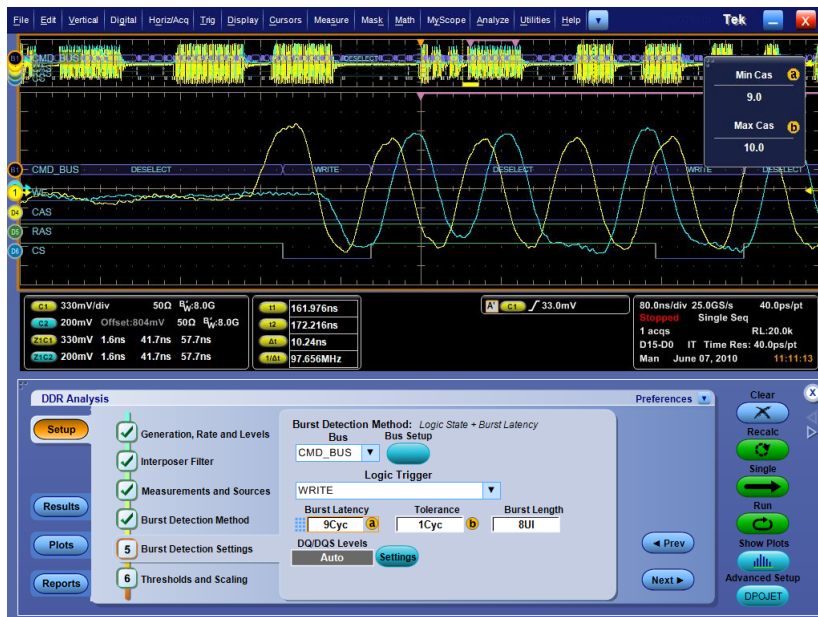 File Edit Vertical Digital Horiz/Acq Trig Display Cursors Measure Mask Math MyScope Analyze Utilities Help Tek X
B1 CMD_BUS DESELECT
Min Cas a
9.0
Max Cas b
10.0
B1 CMD_BUS DESELECT WRITE DESELECT WRITE DESELECT
1 WE
D4 CAS
D5 RAS
D6 CS
C1 330mV/div 50Ω BW:8.0G
C2 200mV Offset:804mV 50Ω BW:8.0G
Z1C1 330mV 1.6ns 41.7ns 57.7ns
Z1C2 200mV 1.6ns 41.7ns 57.7ns
t1 161.976ns
t2 172.216ns
Δt 10.24ns
1/Δt 97.656MHz
A' C1 33.0mV
80.0ns/div 25.0GS/s 40.0ps/pt
Stopped Single Seq
1 acqs RL:20.0k
D15-D0 IT Time Res: 40.0ps/pt
Man June 07, 2010 11:11:13
DDR Analysis
Preferences
Clear
X
Setup
Generation, Rate and Levels
Interposer Filter
Measurements and Sources
Burst Detection Method
5 Burst Detection Settings
6 Thresholds and Scaling
Results
Plots
Reports
Burst Detection Method: Logic State + Burst Latency
Bus Bus Setup
CMD_BUS
Logic Trigger
WRITE
Burst Latency Tolerance Burst Length
9Cyc a 1Cyc b 8UI
DQ/DQS Levels
Auto Settings
Prev
Next
Recalc
Single
Run
Show Plots
Advanced Setup
DPOJET